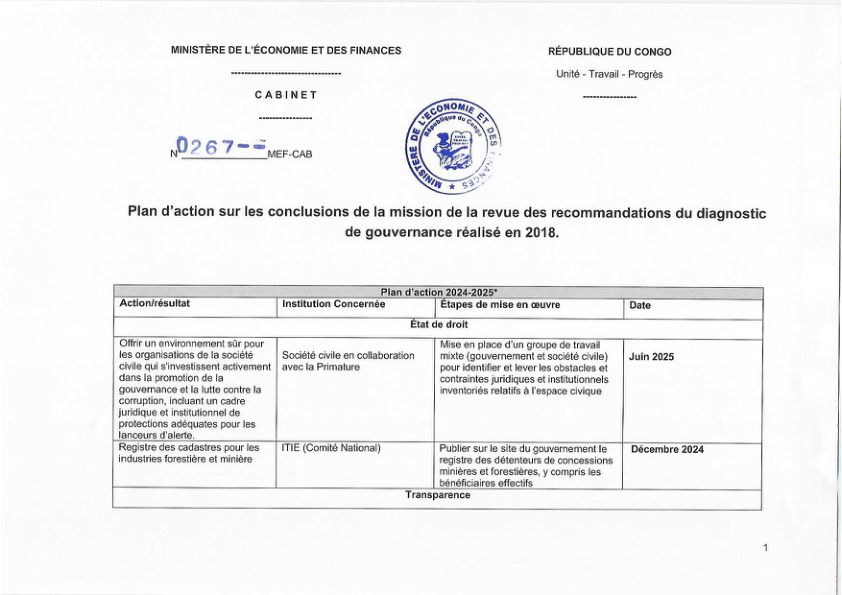 MINISTÈRE DE L'ÉCONOMIE ET DES FINANCES
---------------------------------
CABINET
----------------
N° 0267-- MEF-CAB
RÉPUBLIQUE DU CONGO
Unité - Travail - Progrès
----------------
MINISTÈRE DE L'ÉCONOMIE ET DES FINANCES
République du Congo
Plan d'action sur les conclusions de la mission de la revue des recommandations du diagnostic
de gouvernance réalisé en 2018.
Plan d'action 2024-2025*
Action/résultat
Institution Concernée
Étapes de mise en œuvre
Date
État de droit
Offrir un environnement sûr pour
les organisations de la société
civile qui s'investissent activement
dans la promotion de la
gouvernance et la lutte contre la
corruption, incluant un cadre
juridique et institutionnel de
protections adéquates pour les
lanceurs d'alerte.
Société civile en collaboration
avec la Primature
Mise en place d'un groupe de travail
mixte (gouvernement et société civile)
pour identifier et lever les obstacles et
contraintes juridiques et institutionnels
inventoriés relatifs à l'espace civique
Juin 2025
Registre des cadastres pour les
industries forestière et minière
ITIE (Comité National)
Publier sur le site du gouvernement le
registre des détenteurs de concessions
minières et forestières, y compris les
bénéficiaires effectifs
Décembre 2024
Transparence
1